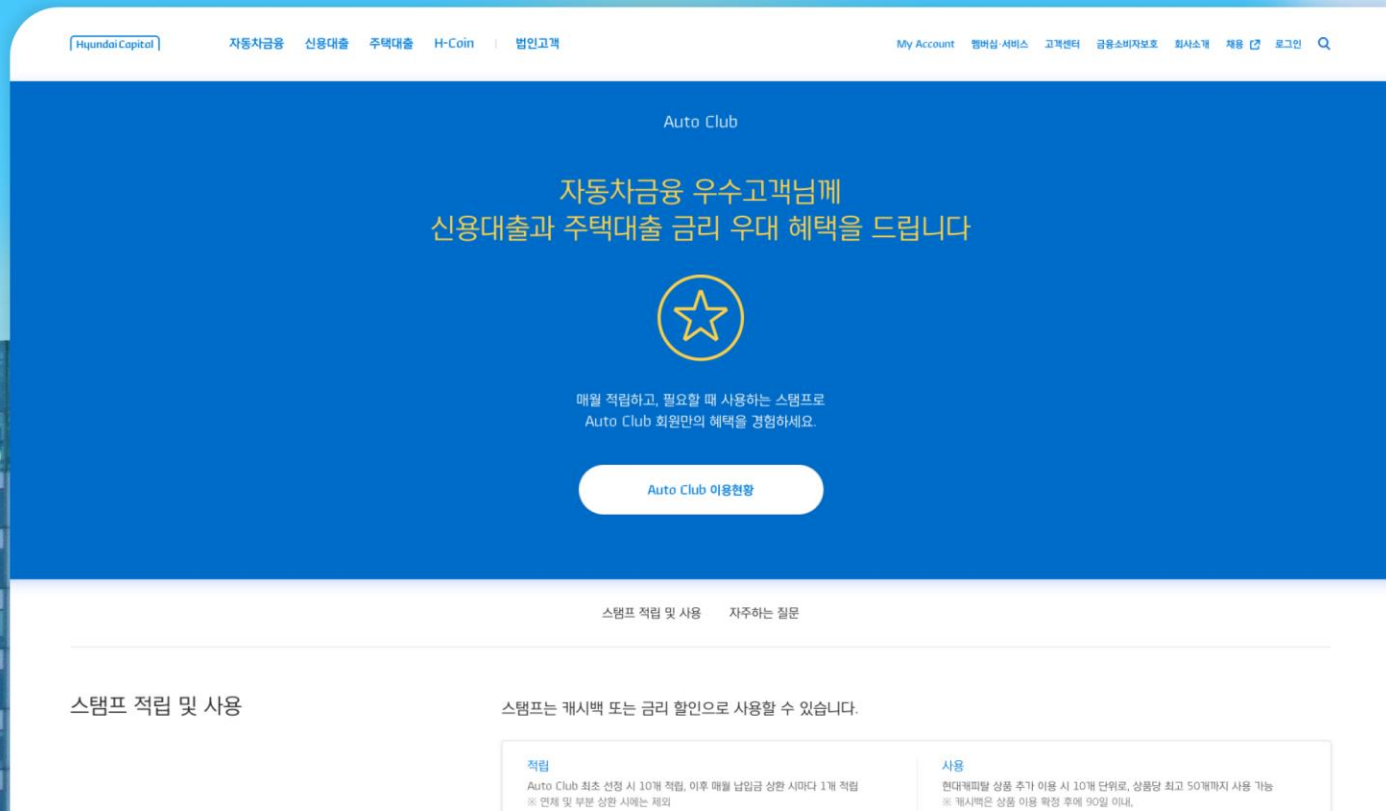 Hyundai Capital
자동차금융 신용대출 주택대출 H-Coin 법인고객
My Account 멤버십·서비스 고객센터 금융소비자보호 회사소개 채용 로그인
Auto Club
자동차금융 우수고객님께
신용대출과 주택대출 금리 우대 혜택을 드립니다
매월 적립하고, 필요할 때 사용하는 스탬프로
Auto Club 회원만의 혜택을 경험하세요.
Auto Club 이용현황
스탬프 적립 및 사용 자주하는 질문
스탬프 적립 및 사용
스탬프는 캐시백 또는 금리 할인으로 사용할 수 있습니다.
적립
Auto Club 최초 선정 시 10개 적립, 이후 매월 납입금 상환 시마다 1개 적립
※ 연체 및 부분 상환 시에는 제외
사용
현대캐피탈 상품 추가 이용 시 10개 단위로, 상품당 최고 50개까지 사용 가능
※ 캐시백은 상품 이용 확정 후에 90일 이내,